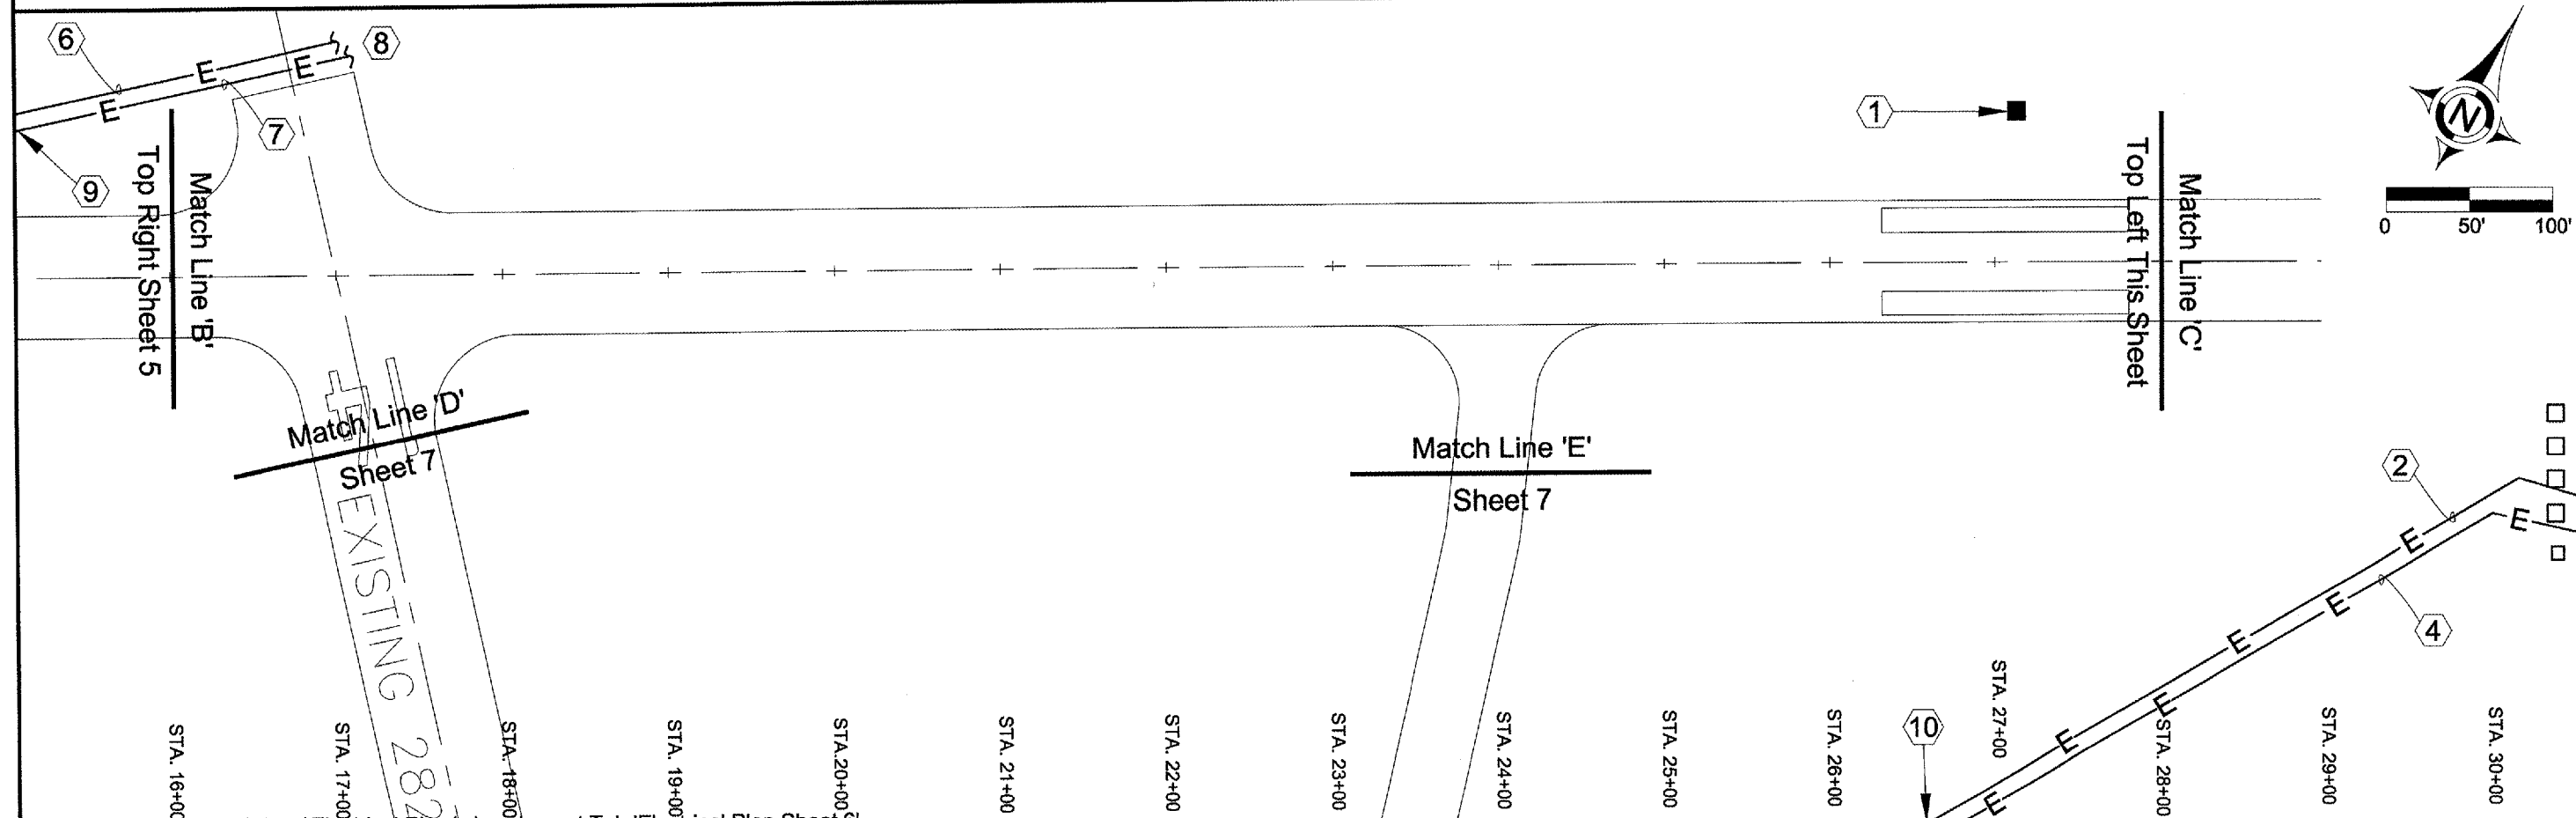 6
8
E
E
E
7
9
Match Line 'B'
Top Right Sheet 5
1
Match Line 'C'
Top Left This Sheet
N
0 50' 100'
Match Line 'D'
Sheet 7
Match Line 'E'
Sheet 7
EXISTING 282
2
E
E
E
4
E
E
E
E
10
STA. 16+00
STA. 17+00
STA. 18+00
STA. 19+00
STA.20+00
STA. 21+00
STA. 22+00
STA. 23+00
STA. 24+00
STA. 25+00
STA. 26+00
STA. 27+00
STA. 28+00
STA. 29+00
STA. 30+00
Plan Sheet 6'